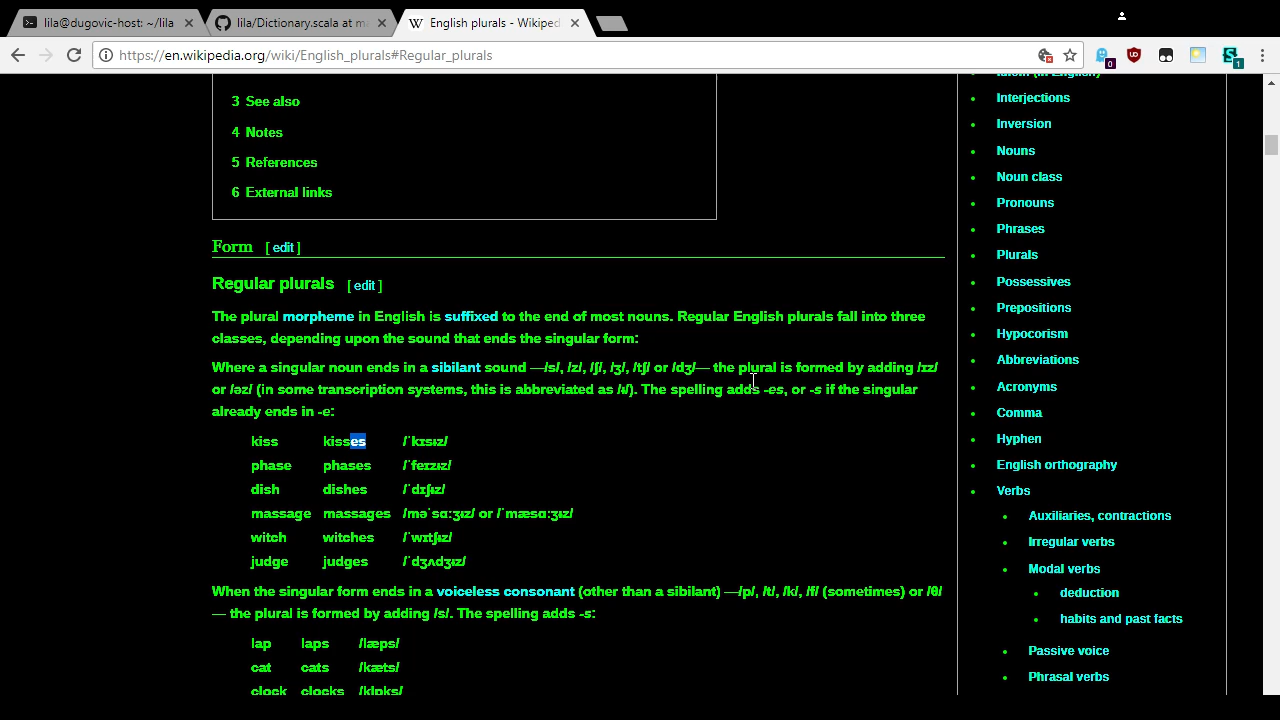 lila@dugovic-host: ~/lila
lila/Dictionary.scala at ma
English plurals - Wikiped
https://en.wikipedia.org/wiki/English_plurals#Regular_plurals
0
1
3 See also
4 Notes
5 References
6 External links
Form [ edit ]
Regular plurals [ edit ]
The plural morpheme in English is suffixed to the end of most nouns. Regular English plurals fall into three
classes, depending upon the sound that ends the singular form:
Where a singular noun ends in a sibilant sound —/s/, /z/, /ʃ/, /ʒ/, /tʃ/ or /dʒ/— the plural is formed by adding /ɪz/
or /əz/ (in some transcription systems, this is abbreviated as /ᵻ/). The spelling adds -es, or -s if the singular
already ends in -e:
kiss kisses /ˈkɪsɪz/
phase phases /ˈfeɪzɪz/
dish dishes /ˈdɪʃɪz/
massage massages /məˈsɑːʒɪz/ or /ˈmæsɑːʒɪz/
witch witches /ˈwɪtʃɪz/
judge judges /ˈdʒʌdʒɪz/
When the singular form ends in a voiceless consonant (other than a sibilant) —/p/, /t/, /k/, /f/ (sometimes) or /θ/
— the plural is formed by adding /s/. The spelling adds -s:
lap laps /læps/
cat cats /kæts/
clock clocks /klɒks/
Idiom (in English)
Interjections
Inversion
Nouns
Noun class
Pronouns
Phrases
Plurals
Possessives
Prepositions
Hypocorism
Abbreviations
Acronyms
Comma
Hyphen
English orthography
Verbs
Auxiliaries, contractions
Irregular verbs
Modal verbs
deduction
habits and past facts
Passive voice
Phrasal verbs